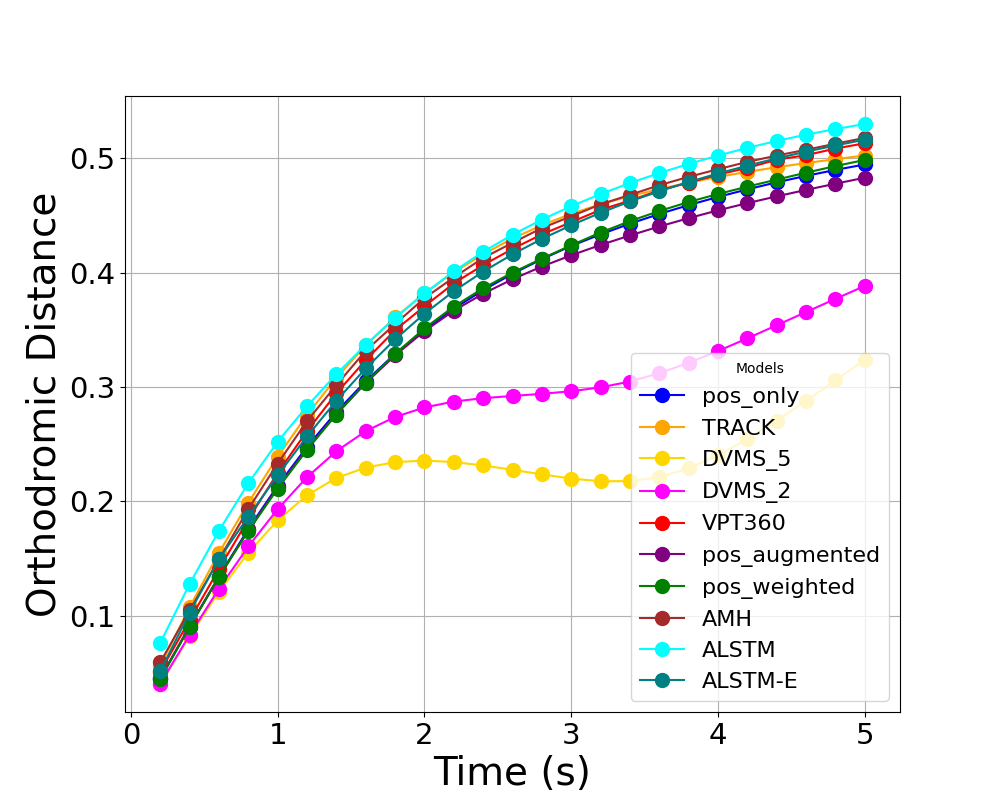 Orthodromic Distance
0.5
0.4
0.3
0.2
0.1
Models
pos_only
TRACK
DVMS_5
DVMS_2
VPT360
pos_augmented
pos_weighted
AMH
ALSTM
ALSTM-E
0 1 2 3 4 5
Time (s)